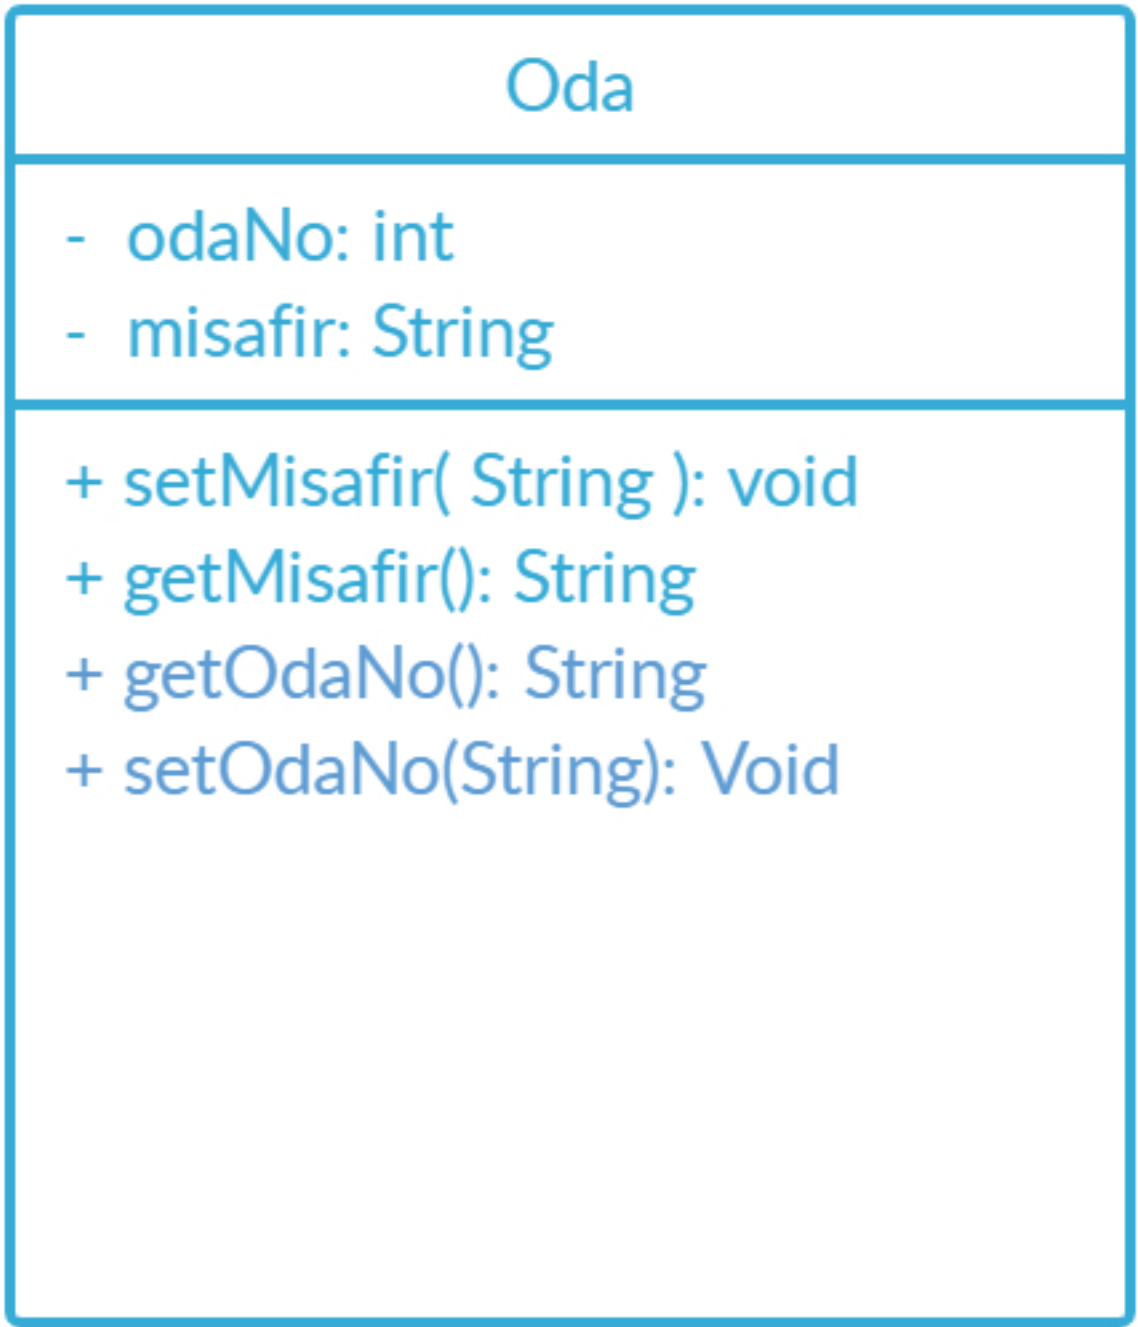 Oda
- odaNo: int
- misafir: String
+ setMisafir( String ): void
+ getMisafir(): String
+ getOdaNo(): String
+ setOdaNo(String): Void